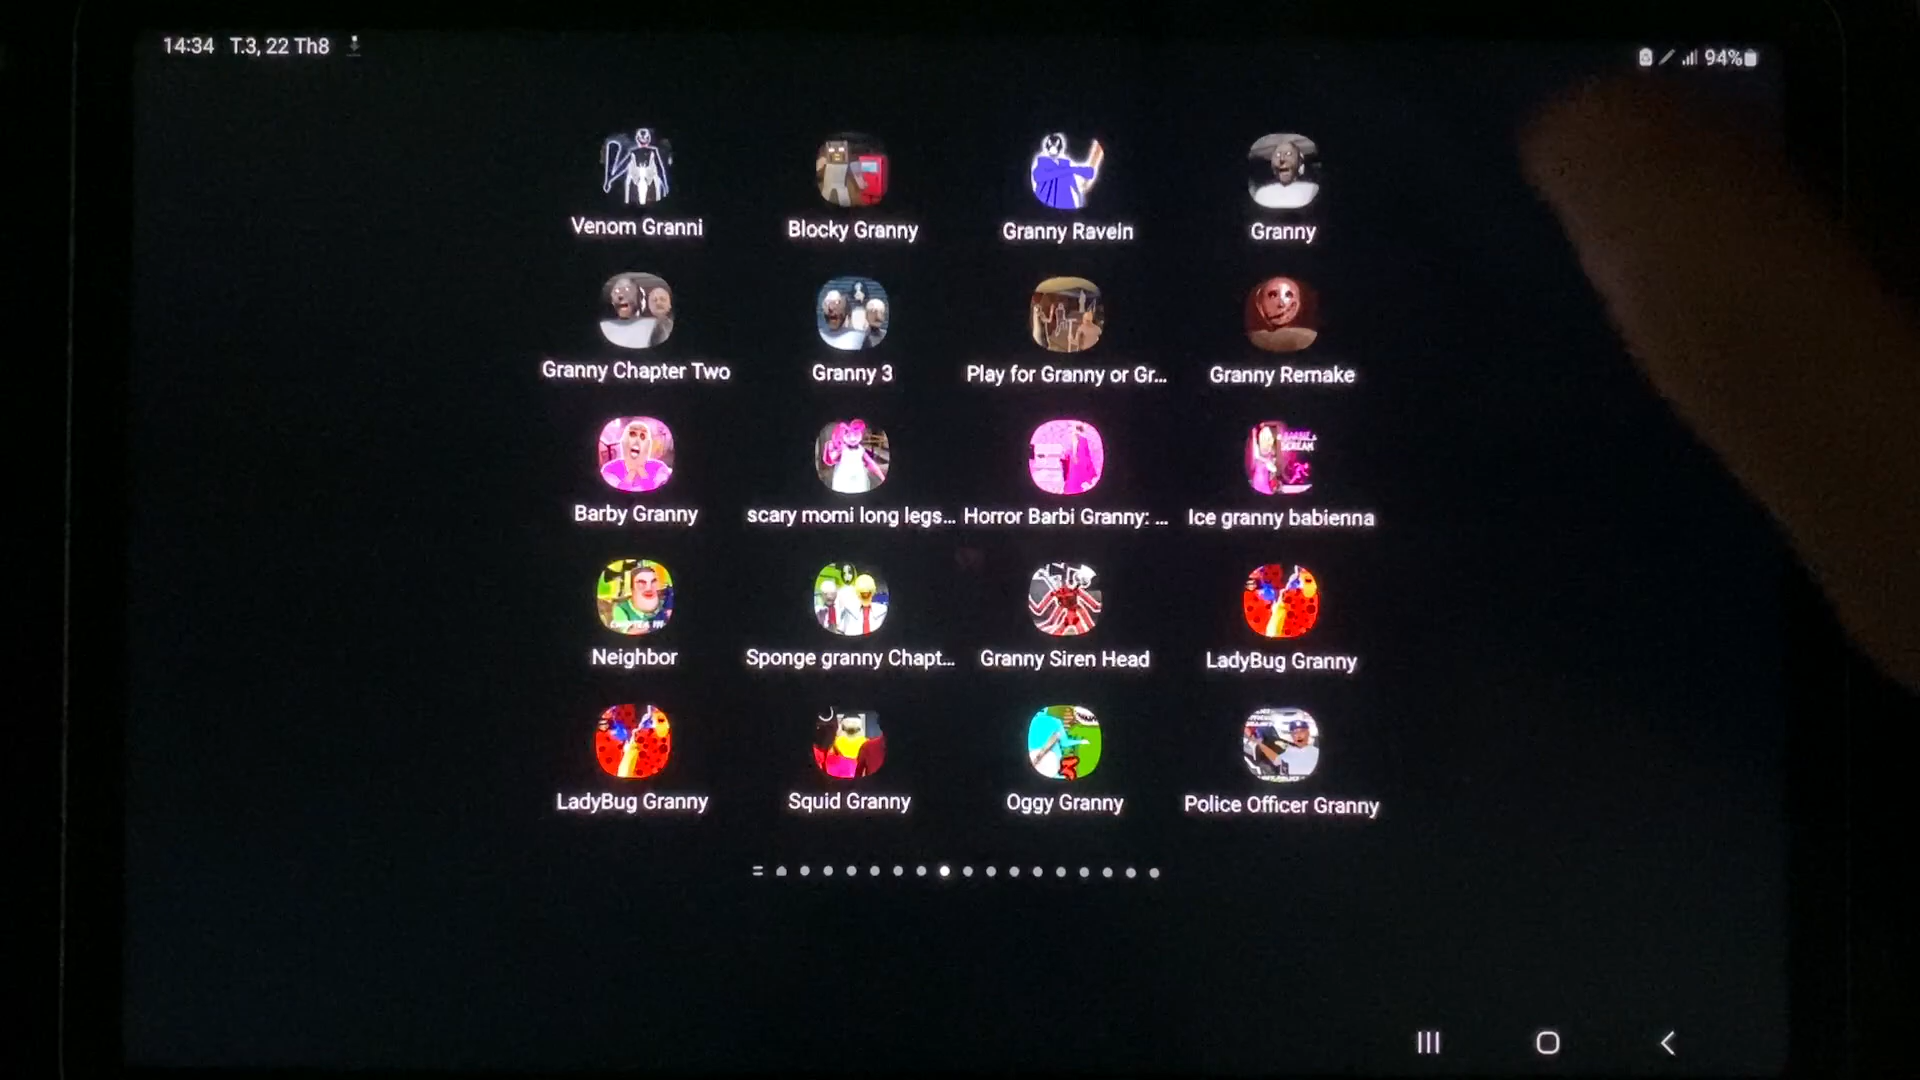 14:34 T.3, 22 Th8
94%
Venom Granni
Blocky Granny
Granny Raveln
Granny
Granny Chapter Two
Granny 3
Play for Granny or Gr...
Granny Remake
Barby Granny
scary momi long legs...
Horror Barbi Granny: ...
Ice granny babienna
Neighbor
Sponge granny Chapt...
Granny Siren Head
LadyBug Granny
LadyBug Granny
Squid Granny
Oggy Granny
3
Police Officer Granny